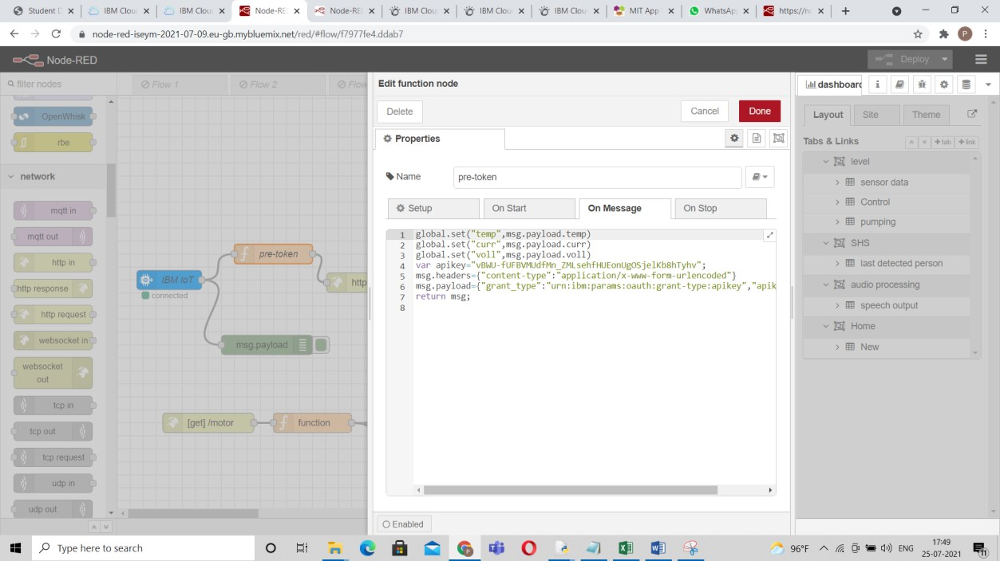 Student D
IBM Clou
IBM Clou
Node-RE
Node-RE
IBM Clou
IBM Clou
IBM Clou
MIT App
WhatsAp
https://n
node-red-iseym-2021-07-09.eu-gb.mybluemix.net/red/#flow/f7977fe4.ddab7
P
Node-RED
Deploy
filter nodes
Flow 1
Flow 2
Flow
OpenWhisk
rbe
network
mqtt in
mqtt out
http in
http response
http request
websocket in
websocket
out
tcp in
tcp out
tcp request
udp in
udp out
pre-token
IBM IoT
connected
http
msg.payload
[get] /motor
function
Edit function node
Delete
Cancel
Done
Properties
Name
pre-token
Setup
On Start
On Message
On Stop
1 global.set("temp",msg.payload.temp)
2 global.set("curr",msg.payload.curr)
3 global.set("voll",msg.payload.voll)
4 var apikey="vBWU-fUFBVMUdfMn_ZMLsehfHUEonUgOSjelKb8hTyhv";
5 msg.headers={"content-type":"application/x-www-form-urlencoded"}
6 msg.payload={"grant_type":"urn:ibm:params:oauth:grant-type:apikey","apik
7 return msg;
8
Enabled
dashboard
Layout
Site
Theme
Tabs & Links
+tab
+link
level
sensor data
Control
pumping
SHS
last detected person
audio processing
speech output
Home
New
Type here to search
96°F
ENG
17:49
25-07-2021
11